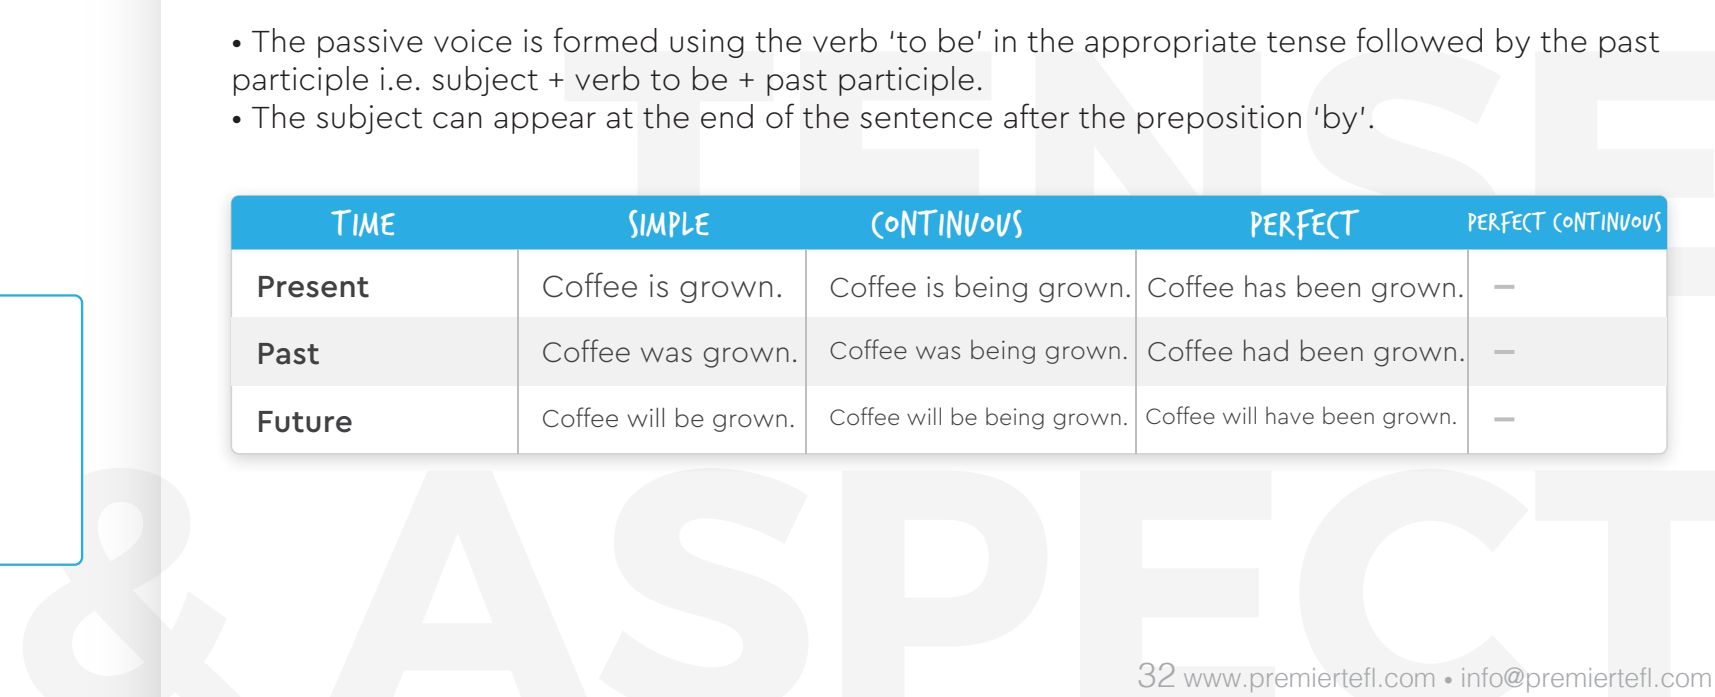 • The passive voice is formed using the verb ‘to be’ in the appropriate tense followed by the past
participle i.e. subject + verb to be + past participle.
• The subject can appear at the end of the sentence after the preposition ‘by’.
TENSE
TIME SIMPLE CONTINUOUS PERFECT PERFECT CONTINUOUS
Present Coffee is grown. Coffee is being grown. Coffee has been grown. –
Past Coffee was grown. Coffee was being grown. Coffee had been grown. –
Future Coffee will be grown. Coffee will be being grown. Coffee will have been grown. –
& ASPECT
32 www.premiertefl.com • info@premiertefl.com